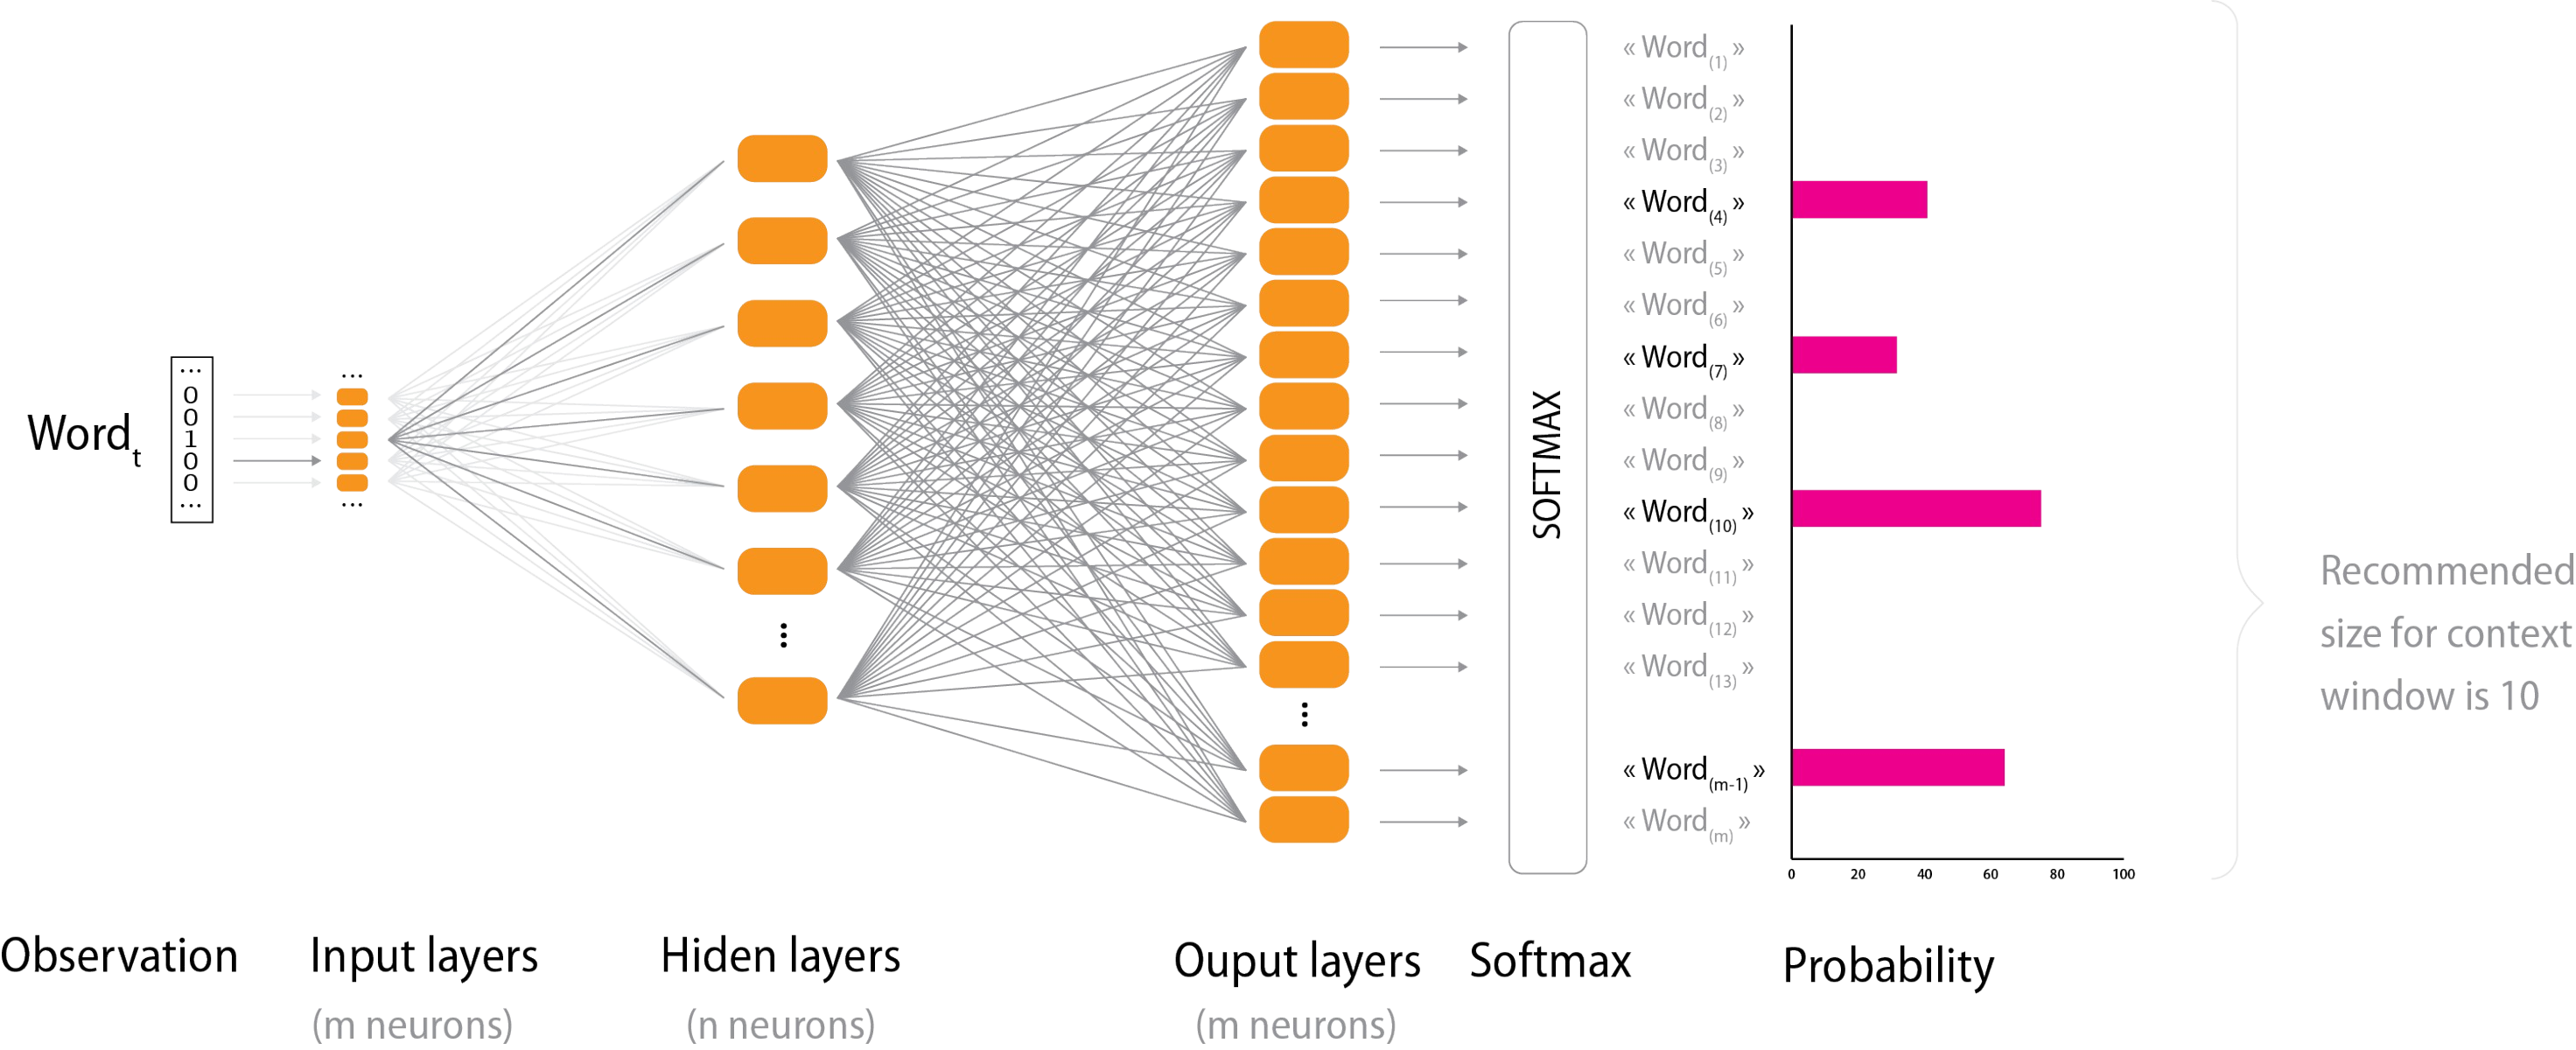 Word t
...
0
0
1
0
0
...
...
...
SOFTMAX
« Word (1) »
« Word (2) »
« Word (3) »
« Word (4) »
« Word (5) »
« Word (6) »
« Word (7) »
« Word (8) »
« Word (9) »
« Word (10) »
« Word (11) »
« Word (12) »
« Word (13) »
« Word (m-1) »
« Word (m) »
0 20 40 60 80 100
Recommended
size for context
window is 10
Observation
Input layers
(m neurons)
Hiden layers
(n neurons)
Ouput layers
(m neurons)
Softmax
Probability